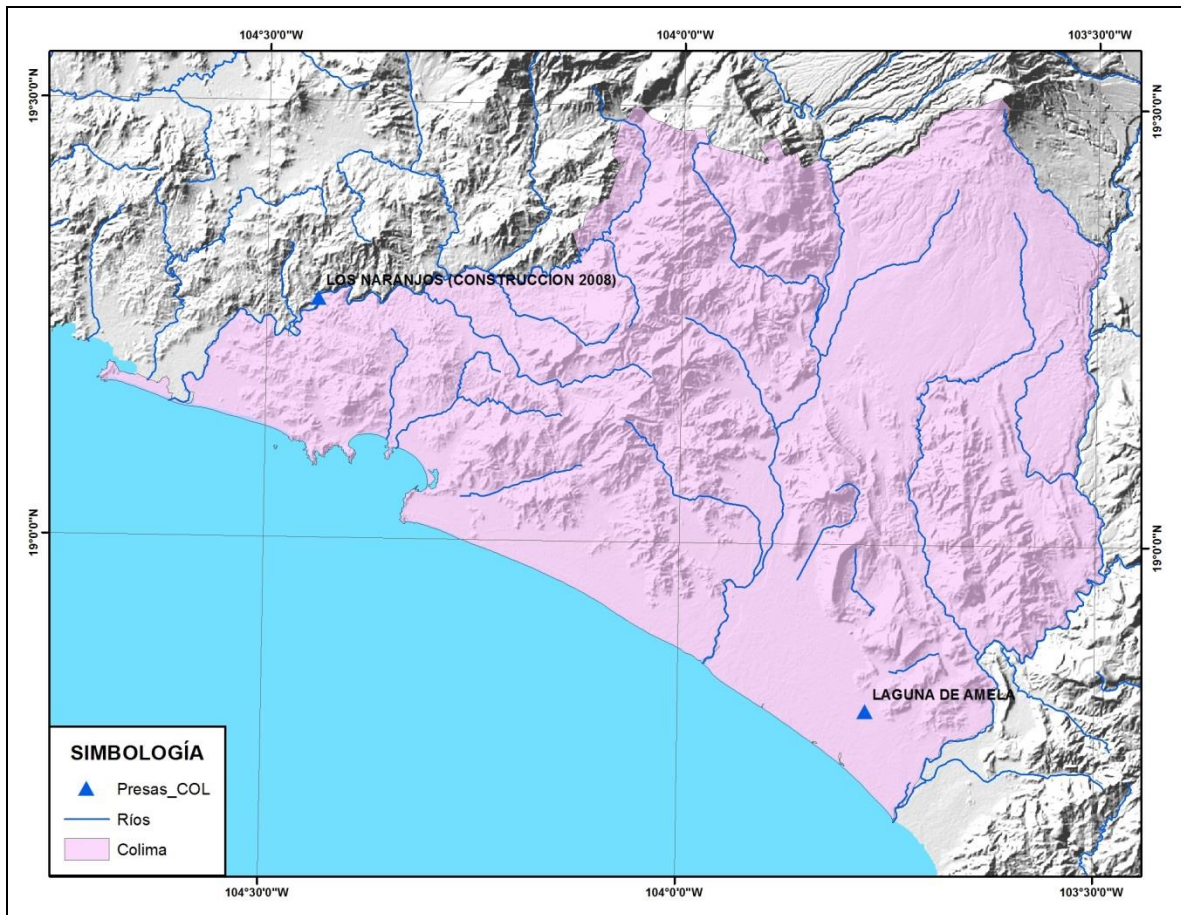 104°30'0"W 104°0'0"W 103°30'0"W
19°30'0"N 19°30'0"N
LOS NARANJOS (CONSTRUCCION 2008)
19°0'0"N 19°0'0"N
LAGUNA DE AMELA
SIMBOLOGÍA
Presas_COL
Ríos
Colima
104°30'0"W 104°0'0"W 103°30'0"W